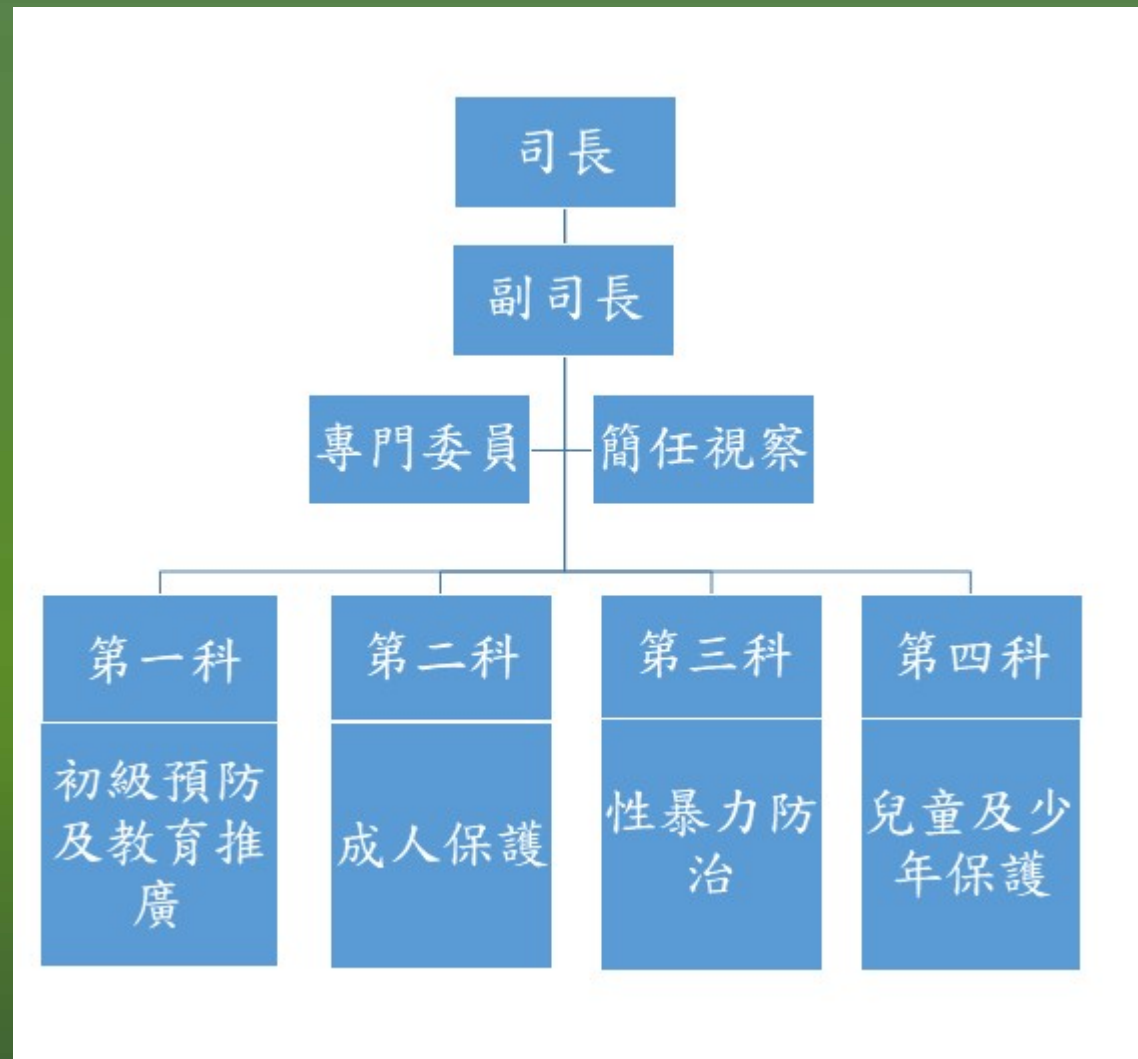 司長
副司長
專門委員
簡任視察
第一科
初級預防
及教育推
廣
第二科
成人保護
第三科
性暴力防
治
第四科
兒童及少
年保護